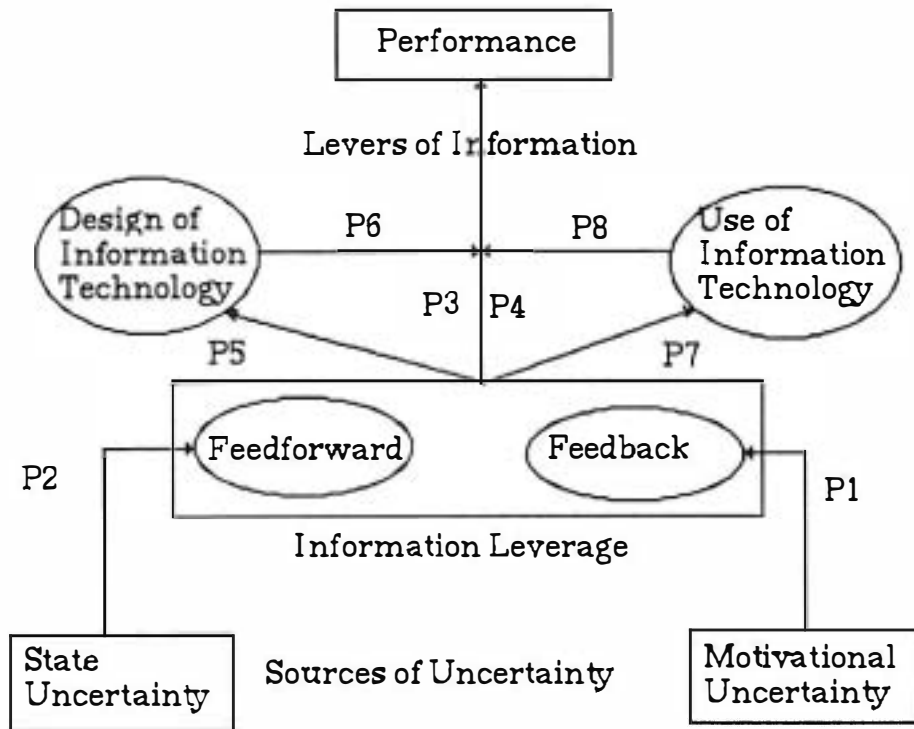 Performance
Levers of Information
Design of
Information
Technology
P6
P8
Use of
Information
Technology
P3
P4
P5
P7
Feedforward
Feedback
P2
P1
Information Leverage
State
Uncertainty
Sources of Uncertainty
Motivational
Uncertainty